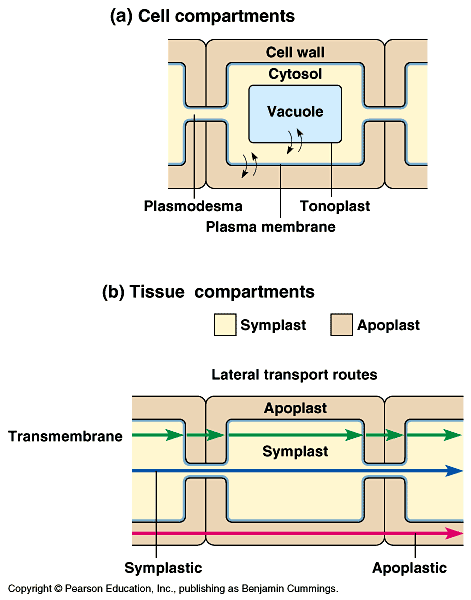 (a) Cell compartments
Cell wall
Cytosol
Vacuole
Plasmodesma
Tonoplast
Plasma membrane
(b) Tissue compartments
Symplast
Apoplast
Lateral transport routes
Apoplast
Transmembrane
Symplast
Symplastic
Apoplastic
Copyright © Pearson Education, Inc., publishing as Benjamin Cummings.